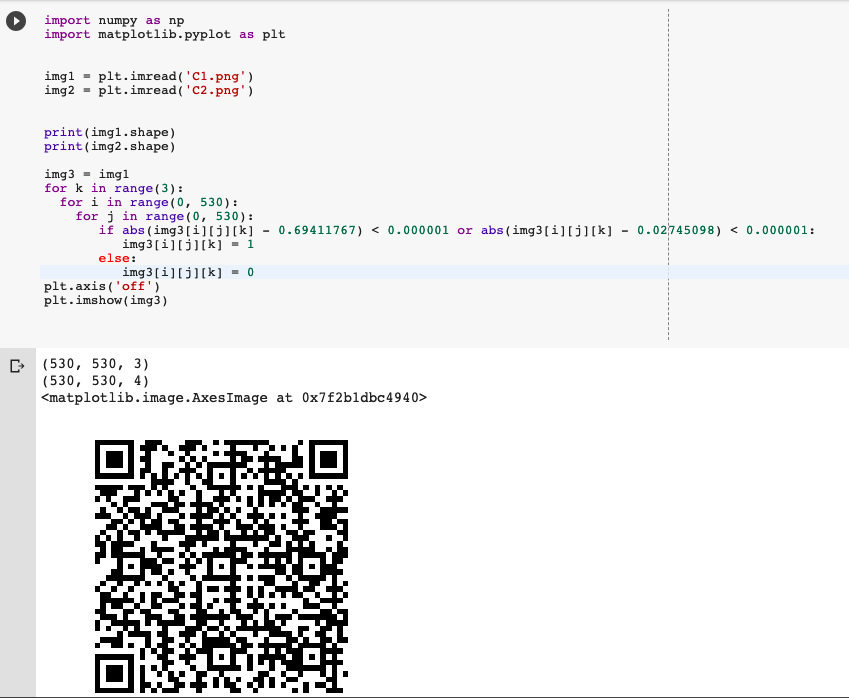 import numpy as np
import matplotlib.pyplot as plt
img1 = plt.imread('C1.png')
img2 = plt.imread('C2.png')
print(img1.shape)
print(img2.shape)
img3 = img1
for k in range(3):
  for i in range(0, 530):
    for j in range(0, 530):
       if abs(img3[i][j][k] - 0.69411767) < 0.000001 or abs(img3[i][j][k] - 0.02745098) < 0.000001:
          img3[i][j][k] = 1
       else:
          img3[i][j][k] = 0
plt.axis('off')
plt.imshow(img3)
(530, 530, 3)
(530, 530, 4)
<matplotlib.image.AxesImage at 0x7f2b1dbc4940>